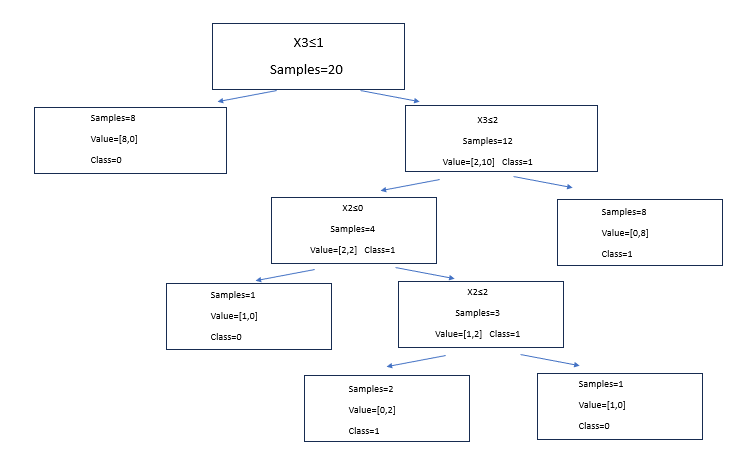 X3≤1
Samples=20
Samples=8
Value=[8,0]
Class=0
X3≤2
Samples=12
Value=[2,10] Class=1
X2≤0
Samples=4
Value=[2,2] Class=1
Samples=8
Value=[0,8]
Class=1
Samples=1
Value=[1,0]
Class=0
X2≤2
Samples=3
Value=[1,2] Class=1
Samples=2
Value=[0,2]
Class=1
Samples=1
Value=[1,0]
Class=0